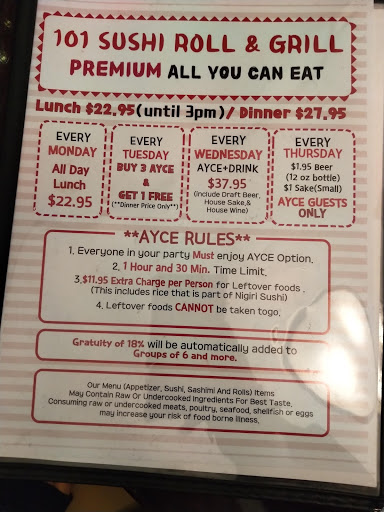 101 SUSHI ROLL & GRILL
PREMIUM ALL YOU CAN EAT
Lunch $22.95(until 3pm)/ Dinner $27.95
EVERY
MONDAY
All Day
Lunch
$22.95
EVERY
TUESDAY
BUY 3 AYCE
&
GET 1 FREE
(**Dinner Price Only**)
EVERY
WEDNESDAY
AYCE+DRINK
$37.95
(Include Draft Beer,
House Sake,&
House Wine)
EVERY
THURSDAY
$1.95 Beer
(12 oz bottle)
$1 Sake(Small)
AYCE GUESTS
ONLY
**AYCE RULES**
1. Everyone in your party Must enjoy AYCE Option.
2. 1 Hour and 30 Min. Time Limit.
3.$11.95 Extra Charge per Person for Leftover foods .
(This includes rice that is part of Nigiri Sushi)
4. Leftover foods CANNOT be taken togo.
Gratuity of 18% will be automatically added to
Groups of 6 and more.
Our Menu (Appetizer, Sushi, Sashimi And Rolls) Items
May Contain Raw Or Undercooked Ingredients For Best Taste.
Consuming raw or undercooked meats, poultry, seafood, shellfish or eggs
may increase your risk of food borne illness.